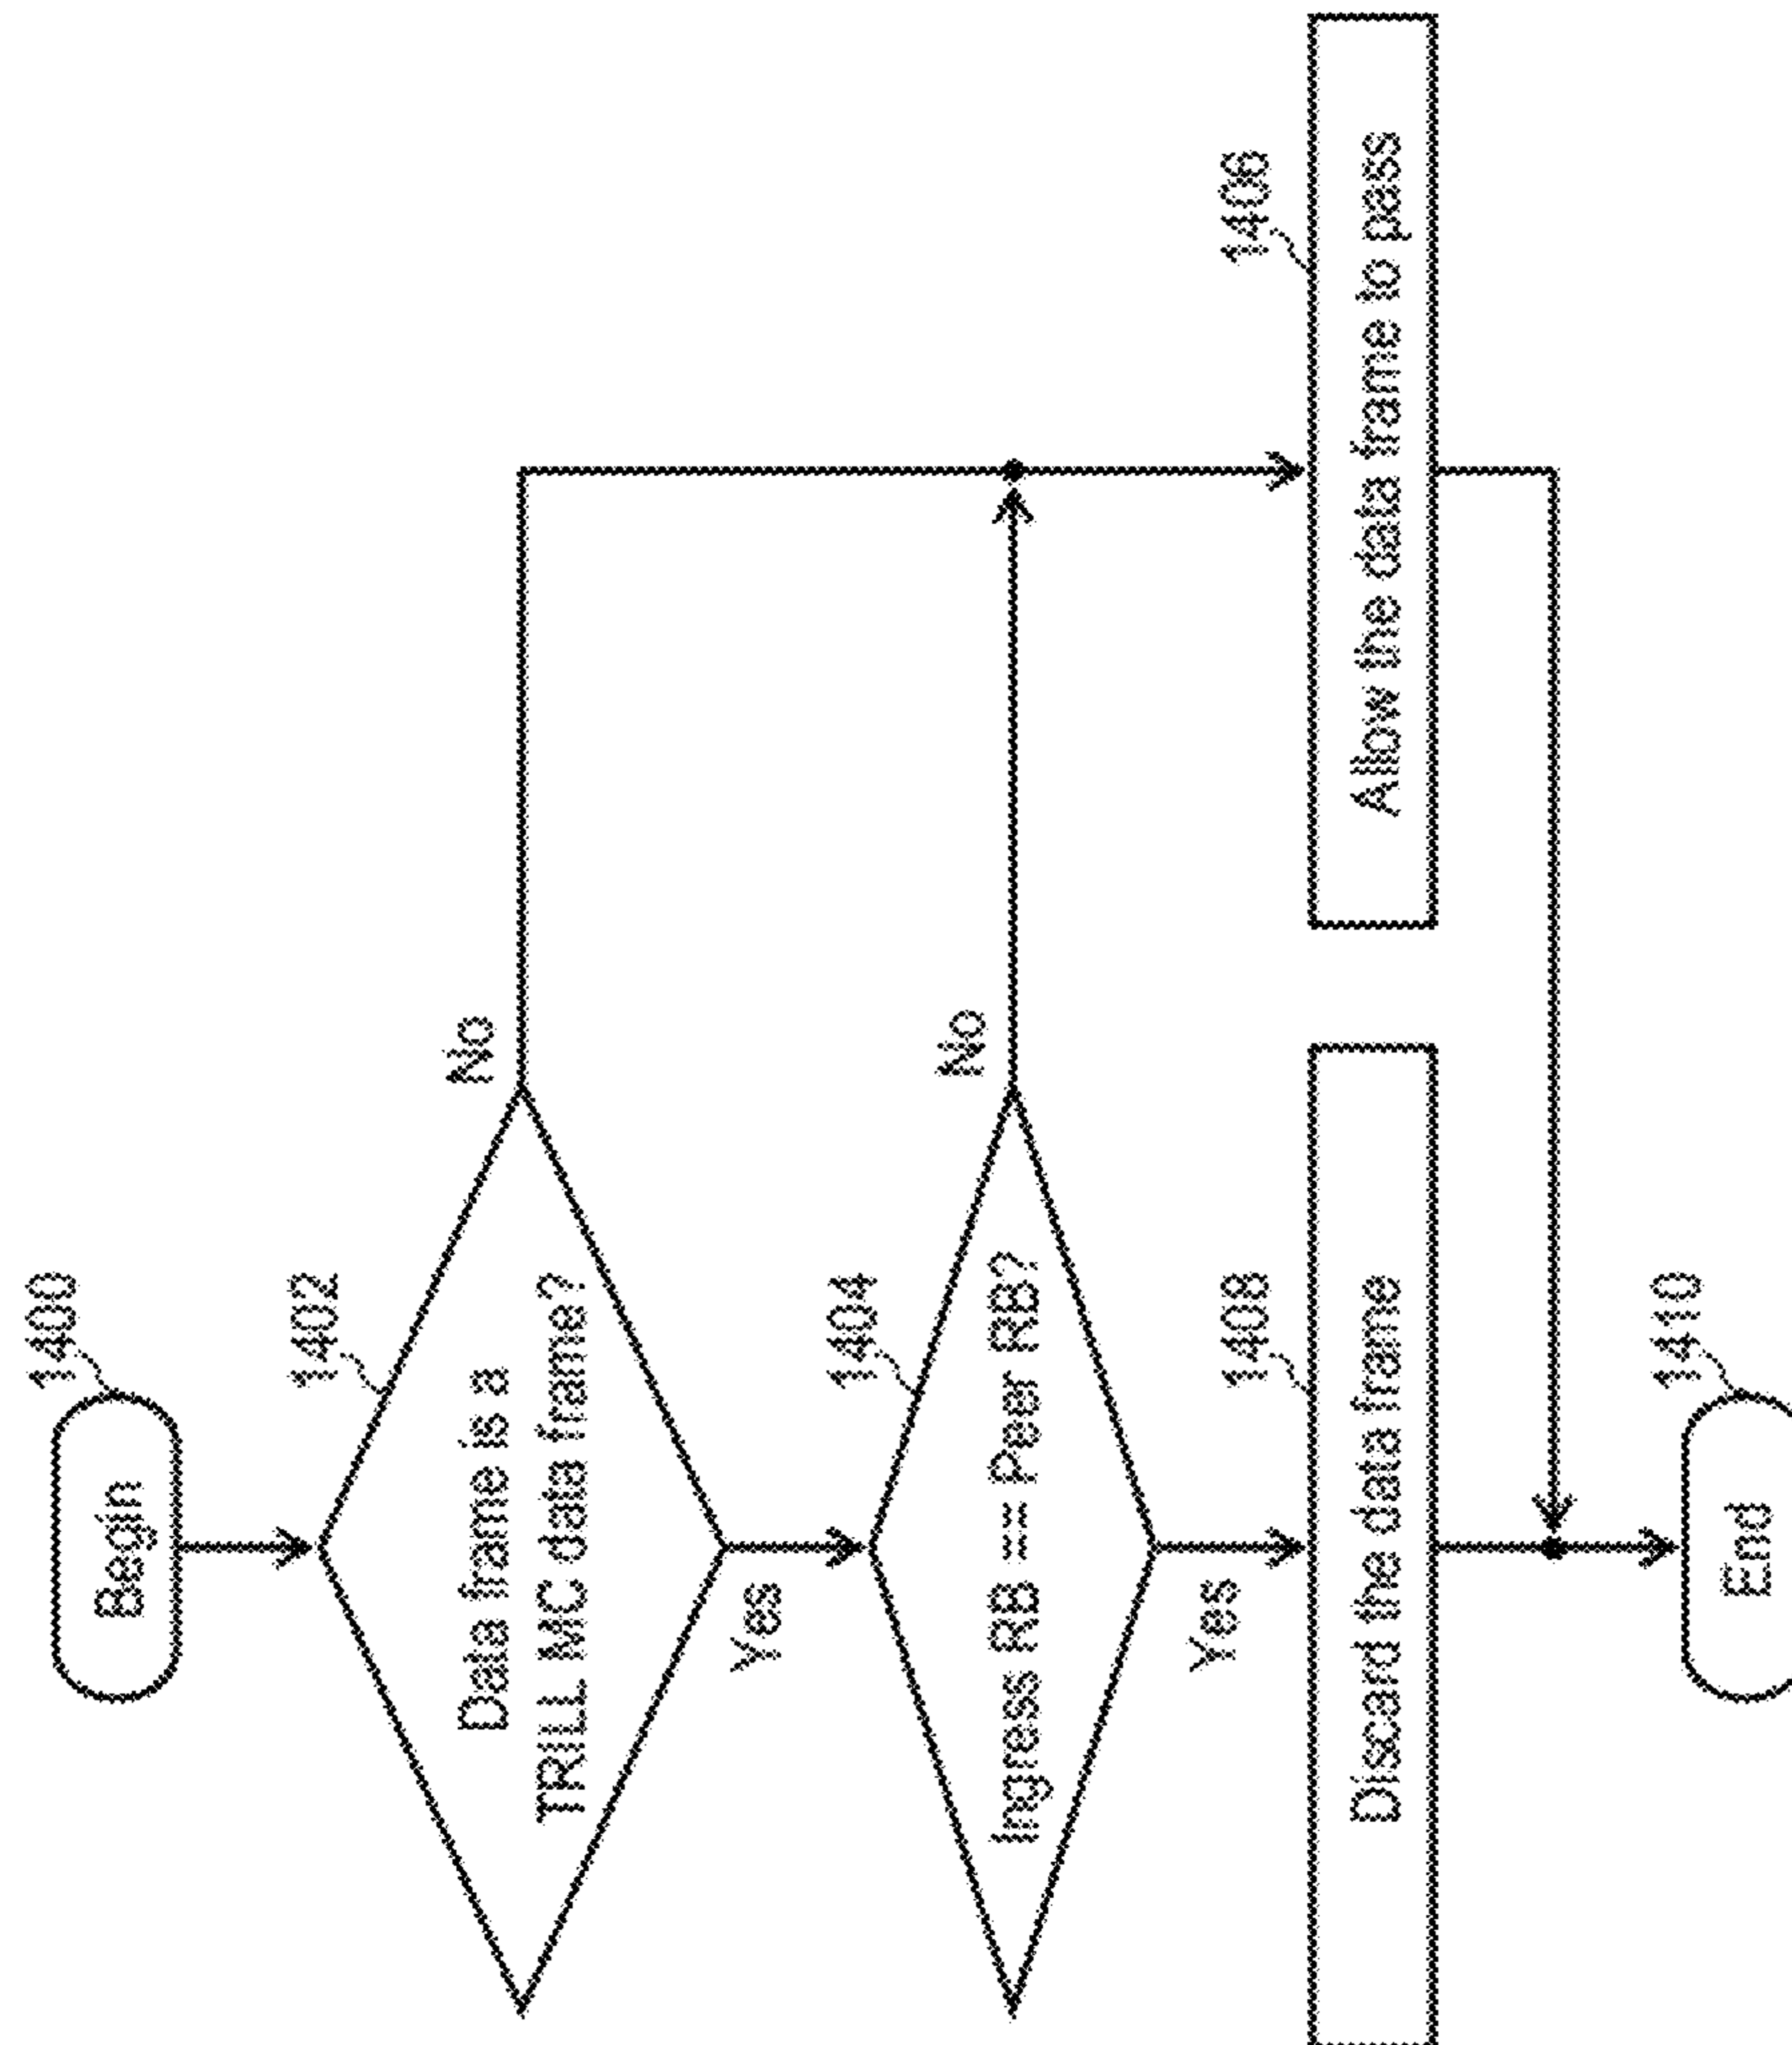 1400
Begin
1402
Data frame is a
TRILL MC data frame?
No
Yes
1404
Ingress RB == Peer RB?
No
Yes
1408
Discard the data frame
1406
Allow the data frame to pass
1410
End